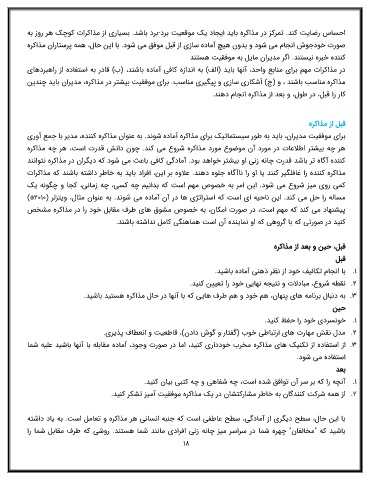 احساس رضایت کند. تمرکز در مذاکره باید ایجاد یک موقعیت برد-برد باشد. بسیاری از مذاکرات کوچک هر روز به
صورت خودجوش انجام می شود و بدون هیچ آماده سازی از قبل موفق می شود. با این حال، همه پرستاران مذاکره
کننده خبره نیستند. اگر مدیران مایل به موفقیت هستند
در مذاکرات مهم برای منابع واحد، آنها باید (الف) به اندازه کافی آماده باشند، (ب) قادر به استفاده از راهبردهای
مذاکره مناسب باشند ، و (ج) آشکاری سازی و پیگیری مناسب. برای موفقیت بیشتر در مذاکره، مدیران باید چندین
کار را قبل، در طول، و بعد از مذاکره انجام دهند.
قبل از مذاکره
برای موفقیت مدیران، باید به طور سیستماتیک برای مذاکره آماده شوند. به عنوان مذاکره کننده، مدیر با جمع آوری
هر چه بیشتر اطلاعات در مورد آن موضوع مورد مذاکره شروع می کند. چون دانش قدرت است، هر چه مذاکره
کننده آگاه تر باشد قدرت چانه زنی او بیشتر خواهد بود. آمادگی کافی باعث می شود که دیگران در مذاکره نتوانند
مذاکره کننده را غافلگیر کنند یا او را ناآگاه جلوه دهند. علاوه بر این، افراد باید به خاطر داشته باشند که مذاکرات
کمی روی میز شروع می شود. این امر به خصوص مهم است که بدانیم چه کسی، چه زمانی، کجا و چگونه یک
مساله را حل می کند. این ناحیه ای است که استراتژی ها در آن آماده می شوند. به عنوان مثال، ویتزلر (a۲۰۱۰)
پیشنهاد می کند که مهم است، در صورت امکان، به خصوص مشوق های طرف مقابل خود را در مذاکره مشخص
کنید در صورتی که با گروهی که او نماینده آن است هماهنگی کامل نداشته باشند.
قبل، حین و بعد از مذاکره
قبل
۱. با انجام تکالیف خود از نظر ذهنی آماده باشید.
۲. نقطه شروع، مبادلات و نتیجه نهایی خود را تعیین کنید.
۳. به دنبال برنامه های پنهان، هم خود و هم طرف هایی که با آنها در حال مذاکره هستید باشید.
حین
۱. خونسردی خود را حفظ کنید.
۲. مدل نقش مهارت های ارتباطی خوب (گفتار و گوش دادن)، قاطعیت و انعطاف پذیری.
۳. از استفاده از تکنیک های مذاکره مخرب خودداری کنید، اما در صورت وجود، آماده مقابله با آنها باشید علیه شما
استفاده می شود.
بعد
۱. آنچه را که بر سر آن توافق شده است، چه شفاهی و چه کتبی بیان کنید.
۲. از همه شرکت کنندگان به خاطر مشارکتشان در یک مذاکره موفقیت آمیز تشکر کنید.
با این حال، سطح دیگری از آمادگی، سطح عاطفی است که جنبه انسانی هر مذاکره و تعامل است. به یاد داشته
باشید که "مخالفان" چهره شما در سراسر میز چانه زنی افرادی مانند شما هستند. روشی که طرف مقابل شما را
۱۸